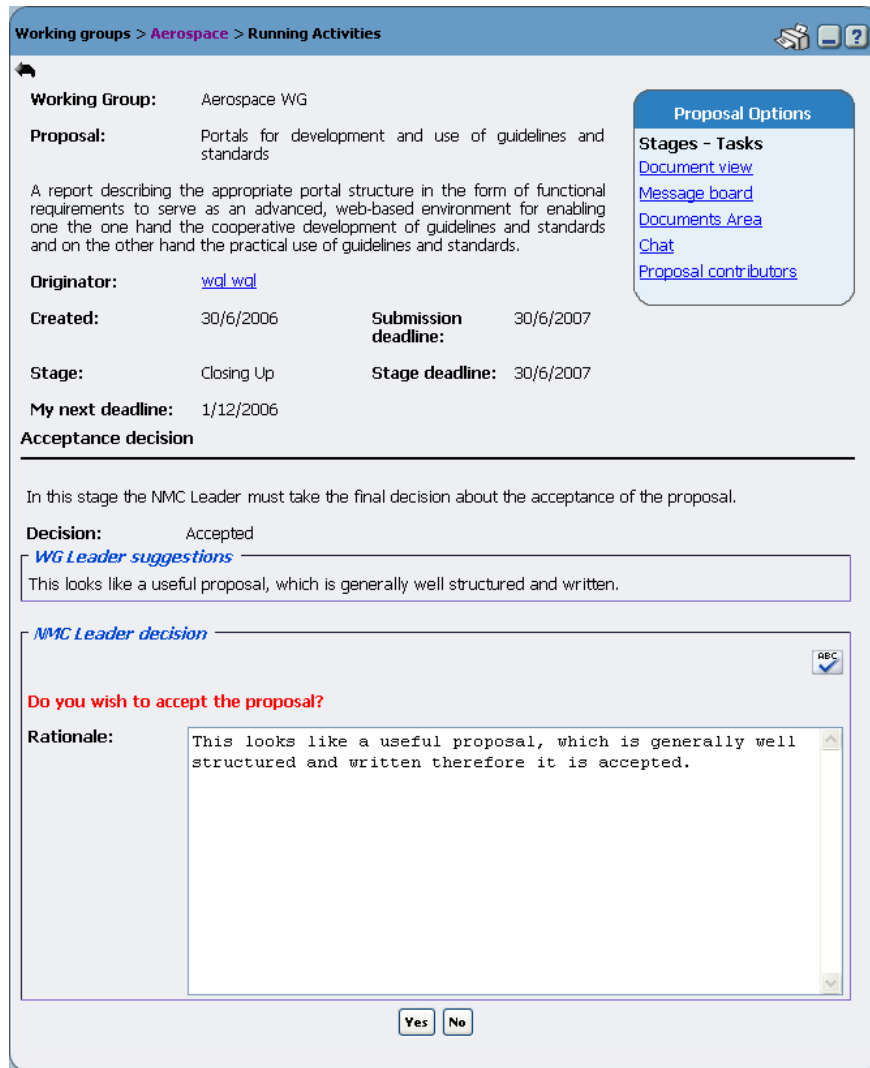 Working groups > Aerospace > Running Activities
?
Working Group: Aerospace WG
Proposal: Portals for development and use of guidelines and
standards
A report describing the appropriate portal structure in the form of functional
requirements to serve as an advanced, web-based environment for enabling
one the one hand the cooperative development of guidelines and standards
and on the other hand the practical use of guidelines and standards.
Originator: wgl wgl
Created: 30/6/2006 Submission deadline: 30/6/2007
Stage: Closing Up Stage deadline: 30/6/2007
My next deadline: 1/12/2006
Proposal Options
Stages - Tasks
Document view
Message board
Documents Area
Chat
Proposal contributors
Acceptance decision
In this stage the NMC Leader must take the final decision about the acceptance of the proposal.
Decision: Accepted
WG Leader suggestions
This looks like a useful proposal, which is generally well structured and written.
NMC Leader decision
ABC
Do you wish to accept the proposal?
Rationale: This looks like a useful proposal, which is generally well
structured and written therefore it is accepted.
Yes No